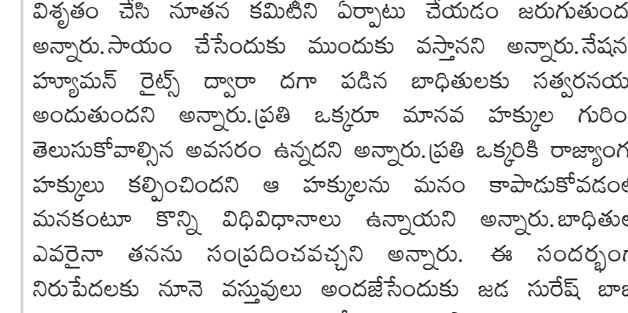 విశృతం చేసి నూతన కమిటీని ఏర్పాటు చేయడం జరుగుతుంద
అన్నారు.సాయం చేసేందుకు ముందుకు వస్తానని అన్నారు.నేషన
హ్యూమన్ రైట్స్ ద్వారా దగా పడిన బాధితులకు సత్వరనయ
అందుతుందని అన్నారు.ప్రతి ఒక్కరూ మానవ హక్కుల గురిం
తెలుసుకోవాల్సిన అవసరం ఉన్నదని అన్నారు.ప్రతి ఒక్కరికి రాజ్యాంగ
హక్కులు కల్పించిందని ఆ హక్కులను మనం కాపాడుకోవడంల
మనకంటూ కొన్ని విధివిధానాలు ఉన్నాయని అన్నారు.బాధితుల
ఎవరైనా తనను సంప్రదించవచ్చని అన్నారు. ఈ సందర్భంగ
నిరుపేదలకు నూనె వస్తువులు అందజేసేందుకు జడ సురేష్ బాబ